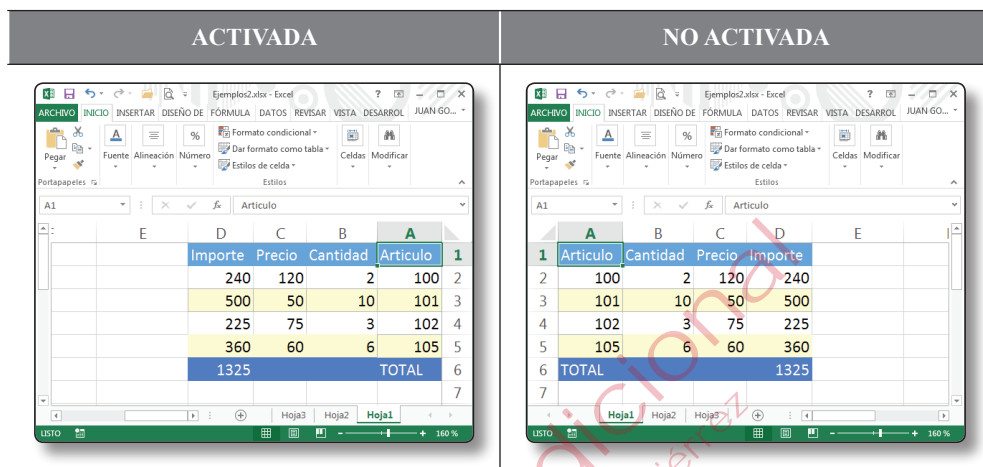 ACTIVADA
Ejemplos2.xlsx - Excel
ARCHIVO INICIO INSERTAR DISEÑO DE FÓRMULA DATOS REVISAR VISTA DESARROL JUAN GO...
Pegar Fuente Alineación Número Formato condicional Celdas Modificar
Dar formato como tabla
Estilos de celda
Portapapeles Estilos
A1 fx Articulo
E D C B A
Importe Precio Cantidad Articulo 1
240 120 2 100 2
500 50 10 101 3
225 75 3 102 4
360 60 6 105 5
1325 TOTAL 6
7
Hoja3 Hoja2 Hoja1
LISTO 160 %
NO ACTIVADA
Ejemplos2.xlsx - Excel
ARCHIVO INICIO INSERTAR DISEÑO DE FÓRMULA DATOS REVISAR VISTA DESARROL JUAN GO...
Pegar Fuente Alineación Número Formato condicional Celdas Modificar
Dar formato como tabla
Estilos de celda
Portapapeles Estilos
A1 fx Articulo
A B C D E
1 Articulo Cantidad Precio Importe
2 100 2 120 240
3 101 10 50 500
4 102 3 75 225
5 105 6 60 360
6 TOTAL 1325
7
Hoja1 Hoja2 Hoja3
LISTO 160 %